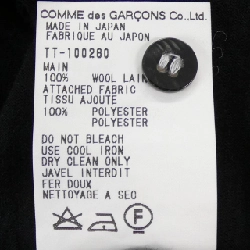 COMME des GARÇONS Co., Ltd.
MADE IN JAPAN
FABRIQUE AU JAPON
TT-100280
MAIN
100% WOOL LAIN
ATTACHED FABRIC
TISSU AJOUTE
100% POLYESTER
POLYESTER
DO NOT BLEACH
USE COOL IRON
DRY CLEAN ONLY
JAVEL INTERDIT
FER DOUX
NETTOYAGE A SEC
F